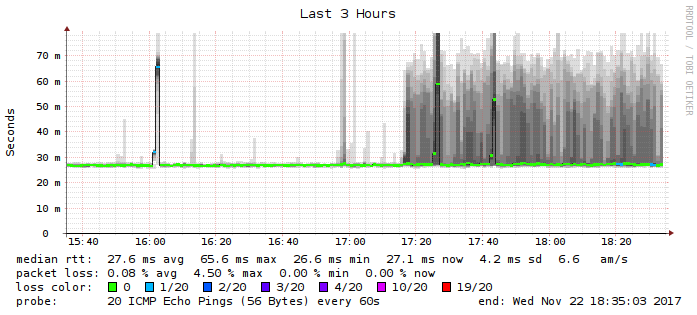 Last 3 Hours
RRDTOOL / TOBI OETIKER
Seconds
70 m
60 m
50 m
40 m
30 m
20 m
10 m
0
15:40 16:00 16:20 16:40 17:00 17:20 17:40 18:00 18:20
median rtt: 27.6 ms avg 65.6 ms max 26.6 ms min 27.1 ms now 4.2 ms sd 6.6 am/s
packet loss: 0.08 % avg 4.50 % max 0.00 % min 0.00 % now
loss color: 0 1/20 2/20 3/20 4/20 10/20 19/20
probe: 20 ICMP Echo Pings (56 Bytes) every 60s end: Wed Nov 22 18:35:03 2017